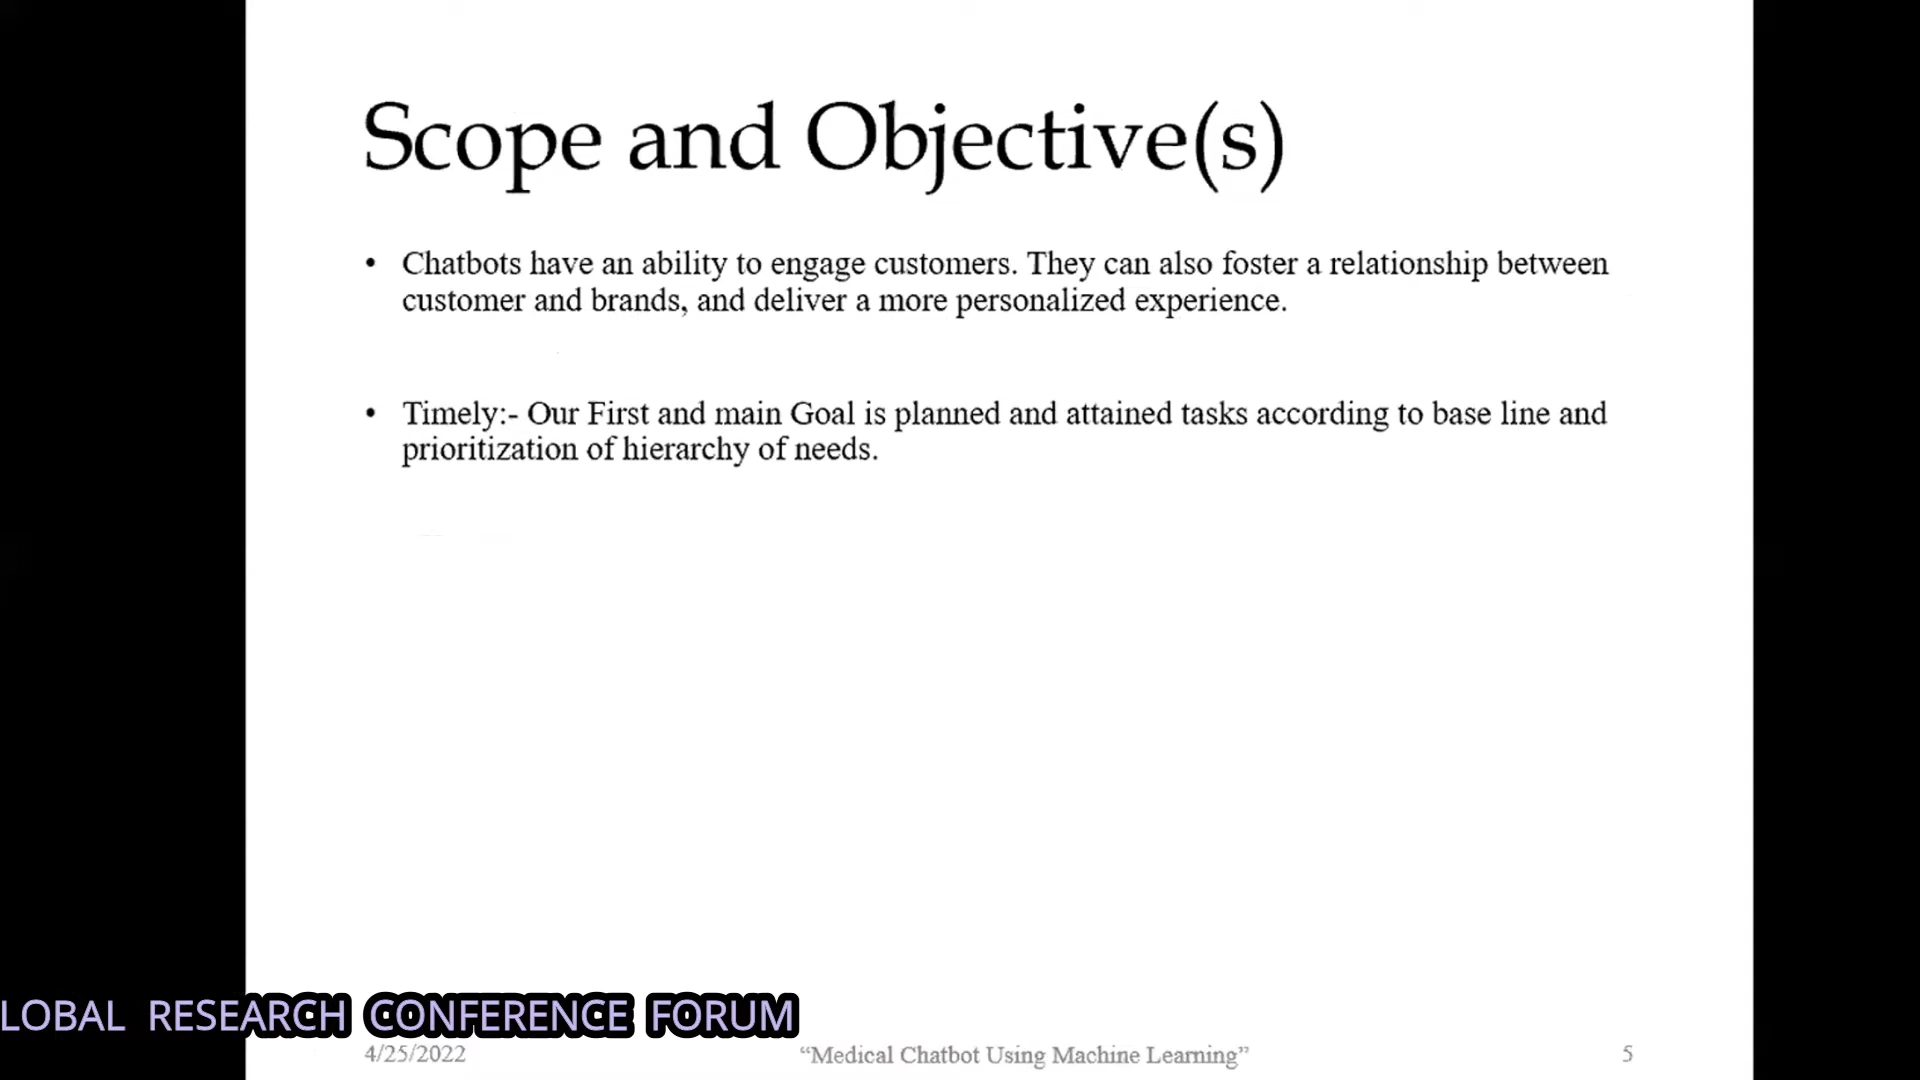 Scope and Objective(s)
• Chatbots have an ability to engage customers. They can also foster a relationship between
customer and brands, and deliver a more personalized experience.
• Timely:- Our First and main Goal is planned and attained tasks according to base line and
prioritization of hierarchy of needs.
LOBAL RESEARCH CONFERENCE FORUM
4/25/2022
“Medical Chatbot Using Machine Learning”
5